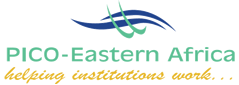 PICO-Eastern Africa
helping institutions work...